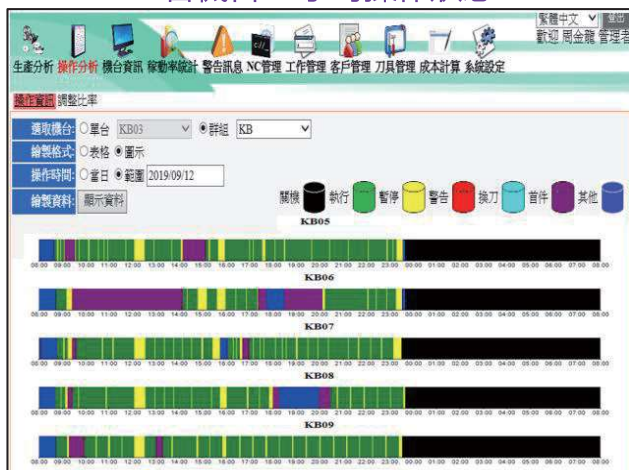 繁體中文 登出
歡迎 周金龍 管理者
生產分析 操作分析 機台資訊 稼動率統計 警告訊息 NC管理 工作管理 客戶管理 刀具管理 成本計算 系統設定
操作資訊 調整比率
選取機台: 單台 KB03 群組 KB
繪製格式: 表格 圖示
操作時間: 當日 範圍 2019/09/12
繪製資料: 顯示資料
關機 執行 暫停 警告 換刀 首件 其他
KB05
08:00 09:00 10:00 11:00 12:00 13:00 14:00 15:00 16:00 17:00 18:00 19:00 20:00 21:00 22:00 23:00 00:00 01:00 02:00 03:00 04:00 05:00 06:00 07:00 08:00
KB06
08:00 09:00 10:00 11:00 12:00 13:00 14:00 15:00 16:00 17:00 18:00 19:00 20:00 21:00 22:00 23:00 00:00 01:00 02:00 03:00 04:00 05:00 06:00 07:00 08:00
KB07
08:00 09:00 10:00 11:00 12:00 13:00 14:00 15:00 16:00 17:00 18:00 19:00 20:00 21:00 22:00 23:00 00:00 01:00 02:00 03:00 04:00 05:00 06:00 07:00 08:00
KB08
08:00 09:00 10:00 11:00 12:00 13:00 14:00 15:00 16:00 17:00 18:00 19:00 20:00 21:00 22:00 23:00 00:00 01:00 02:00 03:00 04:00 05:00 06:00 07:00 08:00
KB09
08:00 09:00 10:00 11:00 12:00 13:00 14:00 15:00 16:00 17:00 18:00 19:00 20:00 21:00 22:00 23:00 00:00 01:00 02:00 03:00 04:00 05:00 06:00 07:00 08:00